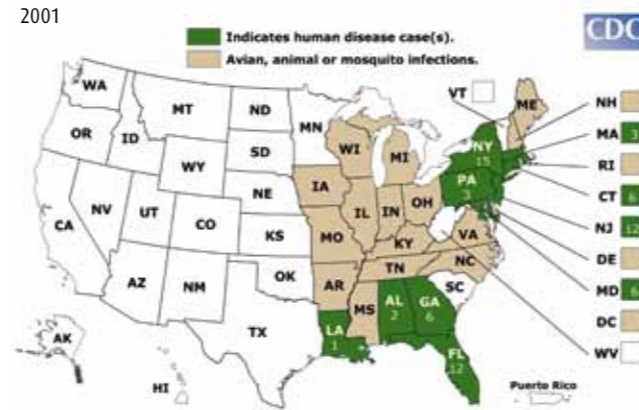 2001
Indicates human disease case(s).
Avian, animal or mosquito infections.
CDC
WA
OR
CA
NV
ID
MT
WY
UT
AZ
CO
NM
ND
SD
NE
KS
OK
TX
MN
IA
MO
AR
LA
1
WI
IL
MS
MI
IN
OH
KY
TN
AL
2
GA
6
FL
12
SC
NC
VA
PA
3
NY
15
VT
ME
NH
MA 3
RI
CT 6
NJ 12
DE
MD 6
DC
WV
AK
HI
Puerto Rico